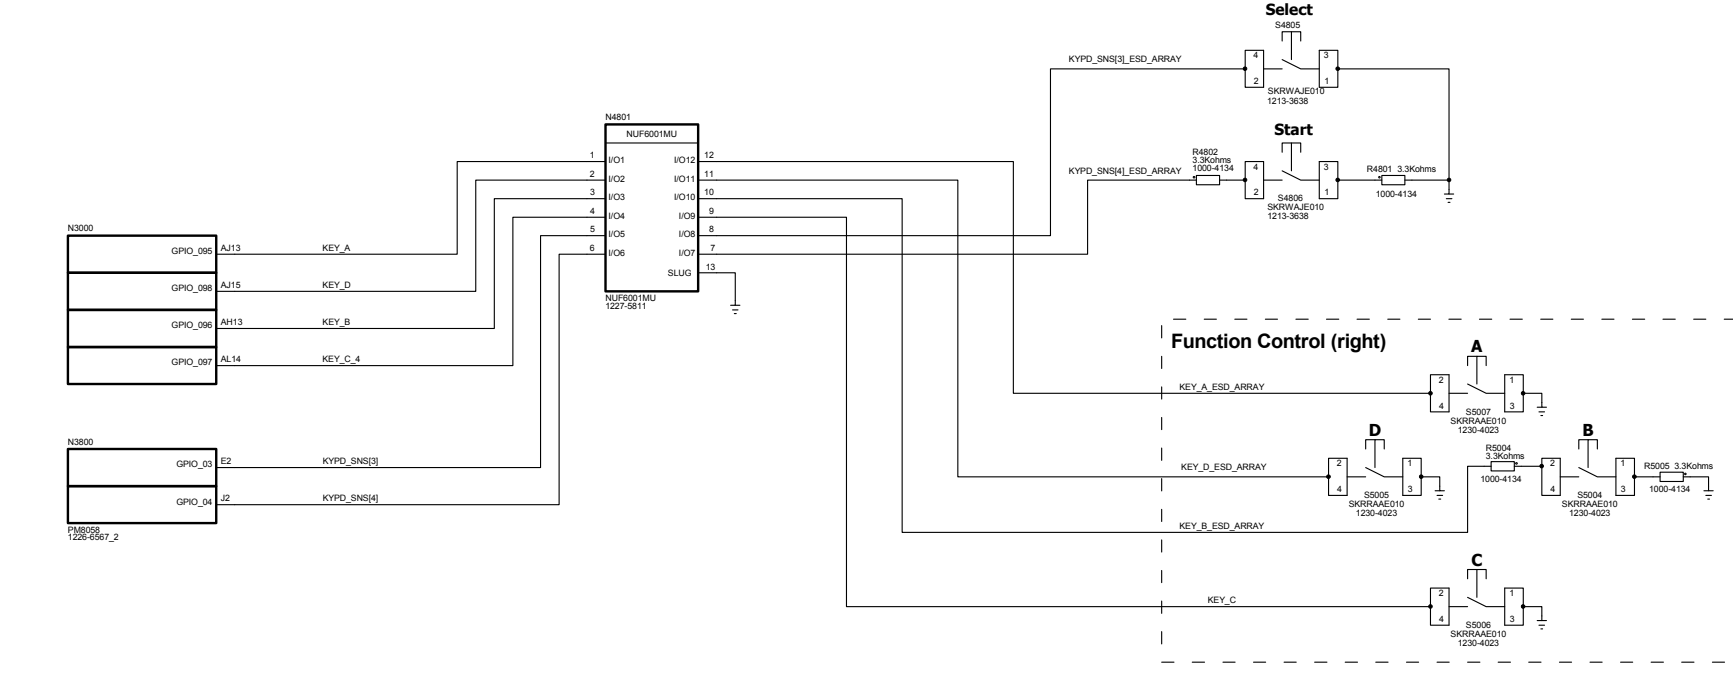 Select
S4805
KYPD_SNS[3]_ESD_ARRAY
4
3
2
1
SKRWAJE010
1213-3638
N4801
NUF6001MU
Start
R4802
3.3Kohms
1000-4134
KYPD_SNS[4]_ESD_ARRAY
4
3
2
1
R4801 3.3Kohms
1000-4134
S4806
SKRWAJE010
1213-3638
1 I/O1 I/O12 12
2 I/O2 I/O11 11
3 I/O3 I/O10 10
4 I/O4 I/O9 9
5 I/O5 I/O8 8
6 I/O6 I/O7 7
SLUG 13
NUF6001MU
1227-5811
N3000
GPIO_095 AJ13 KEY_A
GPIO_098 AJ15 KEY_D
GPIO_096 AH13 KEY_B
GPIO_097 AL14 KEY_C_4
N3800
GPIO_03 E2 KYPD_SNS[3]
GPIO_04 J2 KYPD_SNS[4]
PM8058
1226-6567_2
Function Control (right)
A
KEY_A_ESD_ARRAY
2
1
4
3
S5007
SKRRAAE010
1230-4023
D
KEY_D_ESD_ARRAY
2
1
4
3
S5005
SKRRAAE010
1230-4023
B
R5004
3.3Kohms
1000-4134
2
1
4
3
S5004
SKRRAAE010
1230-4023
R5005 3.3Kohms
1000-4134
KEY_B_ESD_ARRAY
C
KEY_C
2
1
4
3
S5006
SKRRAAE010
1230-4023